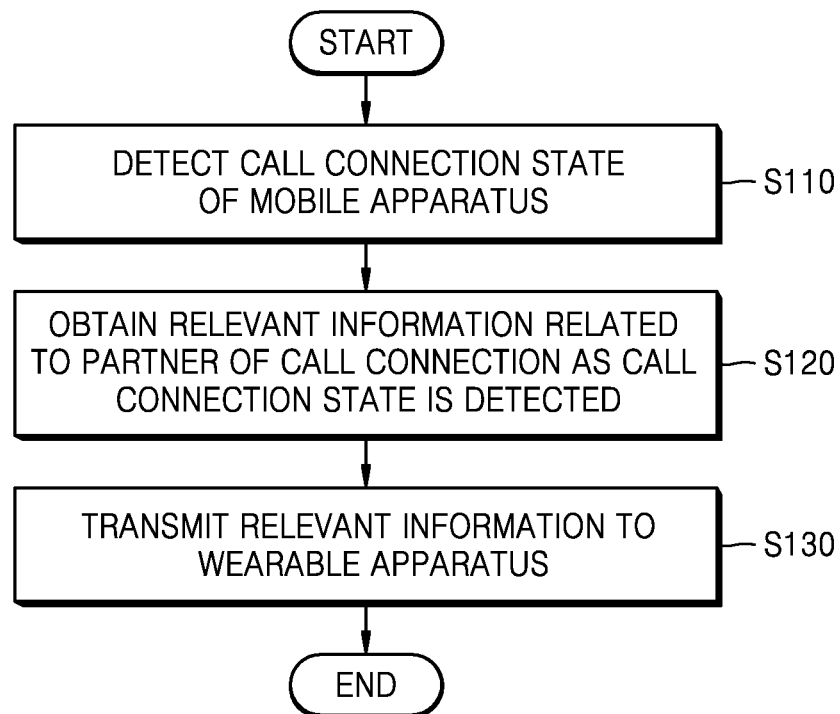 START
DETECT CALL CONNECTION STATE
OF MOBILE APPARATUS
S110
OBTAIN RELEVANT INFORMATION RELATED
TO PARTNER OF CALL CONNECTION AS CALL
CONNECTION STATE IS DETECTED
S120
TRANSMIT RELEVANT INFORMATION TO
WEARABLE APPARATUS
S130
END